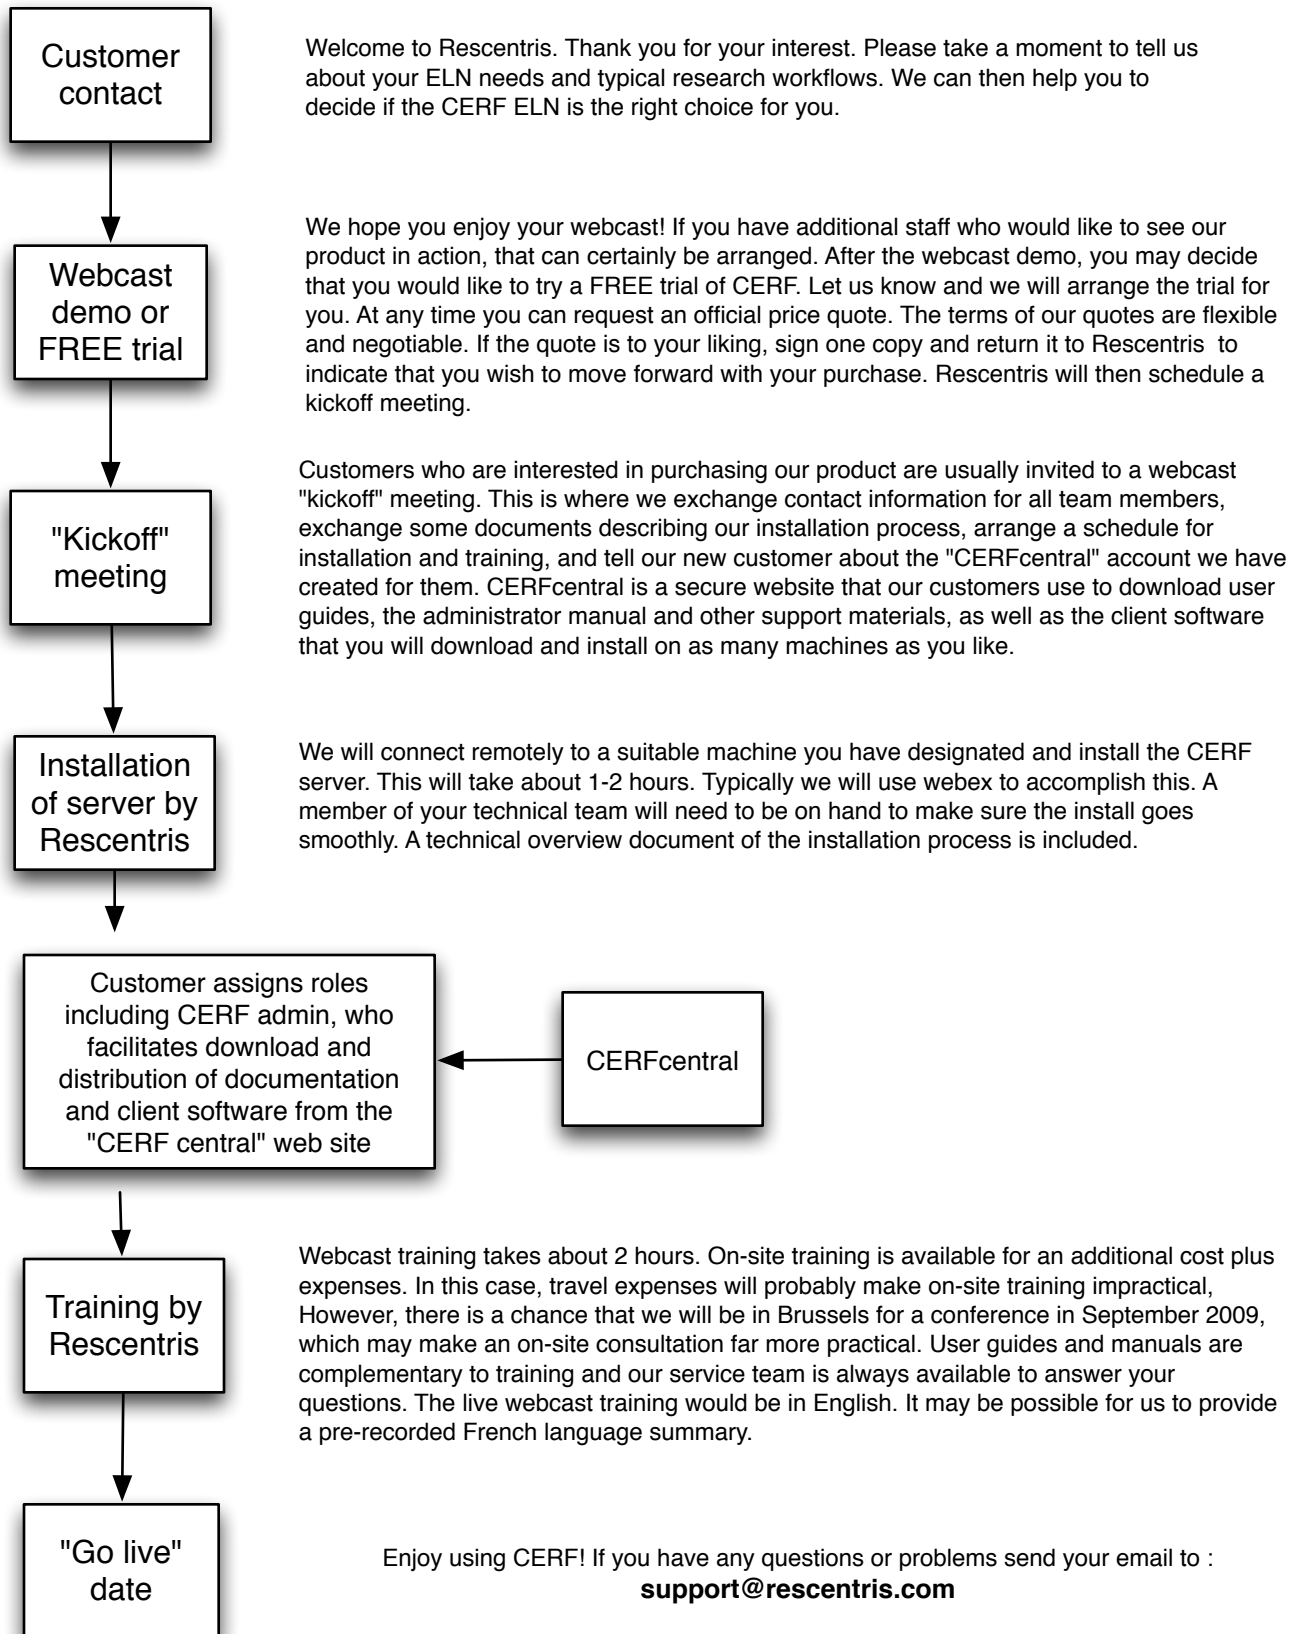 Customer
contact
Welcome to Rescentris. Thank you for your interest. Please take a moment to tell us
about your ELN needs and typical research workflows. We can then help you to
decide if the CERF ELN is the right choice for you.
Webcast
demo or
FREE trial
We hope you enjoy your webcast! If you have additional staff who would like to see our
product in action, that can certainly be arranged. After the webcast demo, you may decide
that you would like to try a FREE trial of CERF. Let us know and we will arrange the trial for
you. At any time you can request an official price quote. The terms of our quotes are flexible
and negotiable. If the quote is to your liking, sign one copy and return it to Rescentris  to
indicate that you wish to move forward with your purchase. Rescentris will then schedule a
kickoff meeting.
"Kickoff"
meeting
Customers who are interested in purchasing our product are usually invited to a webcast
"kickoff" meeting. This is where we exchange contact information for all team members,
exchange some documents describing our installation process, arrange a schedule for
installation and training, and tell our new customer about the "CERFcentral" account we have
created for them. CERFcentral is a secure website that our customers use to download user
guides, the administrator manual and other support materials, as well as the client software
that you will download and install on as many machines as you like.
Installation
of server by
Rescentris
We will connect remotely to a suitable machine you have designated and install the CERF
server. This will take about 1-2 hours. Typically we will use webex to accomplish this. A
member of your technical team will need to be on hand to make sure the install goes
smoothly. A technical overview document of the installation process is included.
Customer assigns roles
including CERF admin, who
facilitates download and
distribution of documentation
and client software from the
"CERF central" web site
CERFcentral
Training by
Rescentris
Webcast training takes about 2 hours. On-site training is available for an additional cost plus
expenses. In this case, travel expenses will probably make on-site training impractical,
However, there is a chance that we will be in Brussels for a conference in September 2009,
which may make an on-site consultation far more practical. User guides and manuals are
complementary to training and our service team is always available to answer your
questions. The live webcast training would be in English. It may be possible for us to provide
a pre-recorded French language summary.
"Go live"
date
Enjoy using CERF! If you have any questions or problems send your email to :
support@rescentris.com